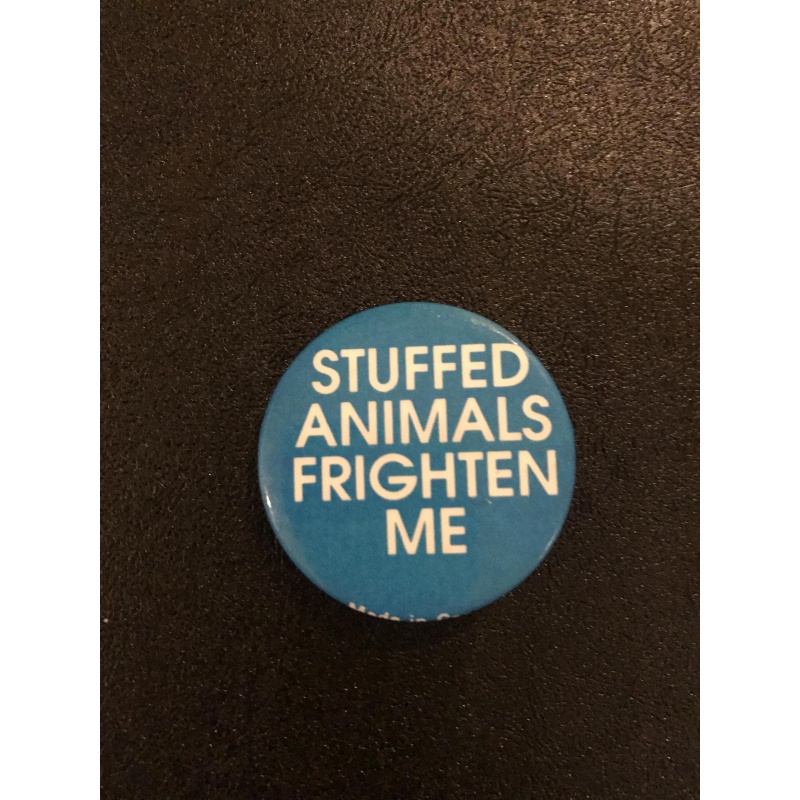 STUFFED
ANIMALS
FRIGHTEN
ME
Made in